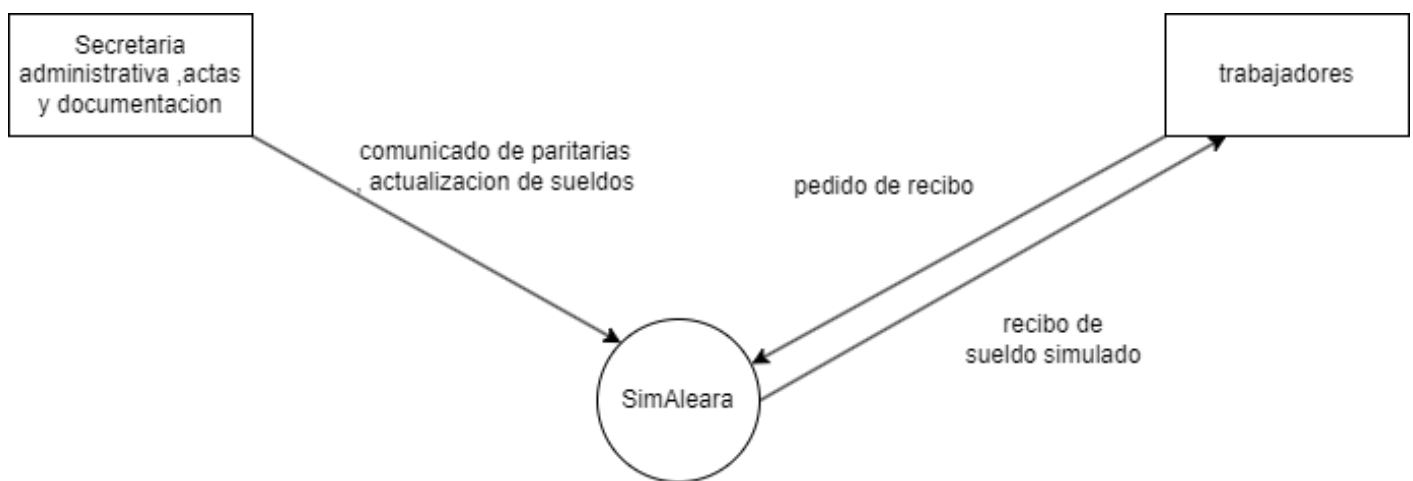 Secretaria
administrativa ,actas
y documentacion
trabajadores
comunicado de paritarias
, actualizacion de sueldos
pedido de recibo
recibo de
sueldo simulado
SimAleara